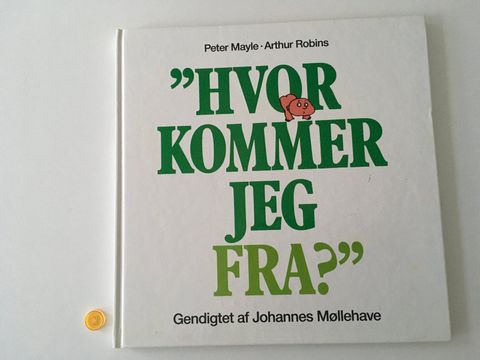 Peter Mayle · Arthur Robins
”HVOR
KOMMER
JEG
FRA?”
Gendigtet af Johannes Møllehave